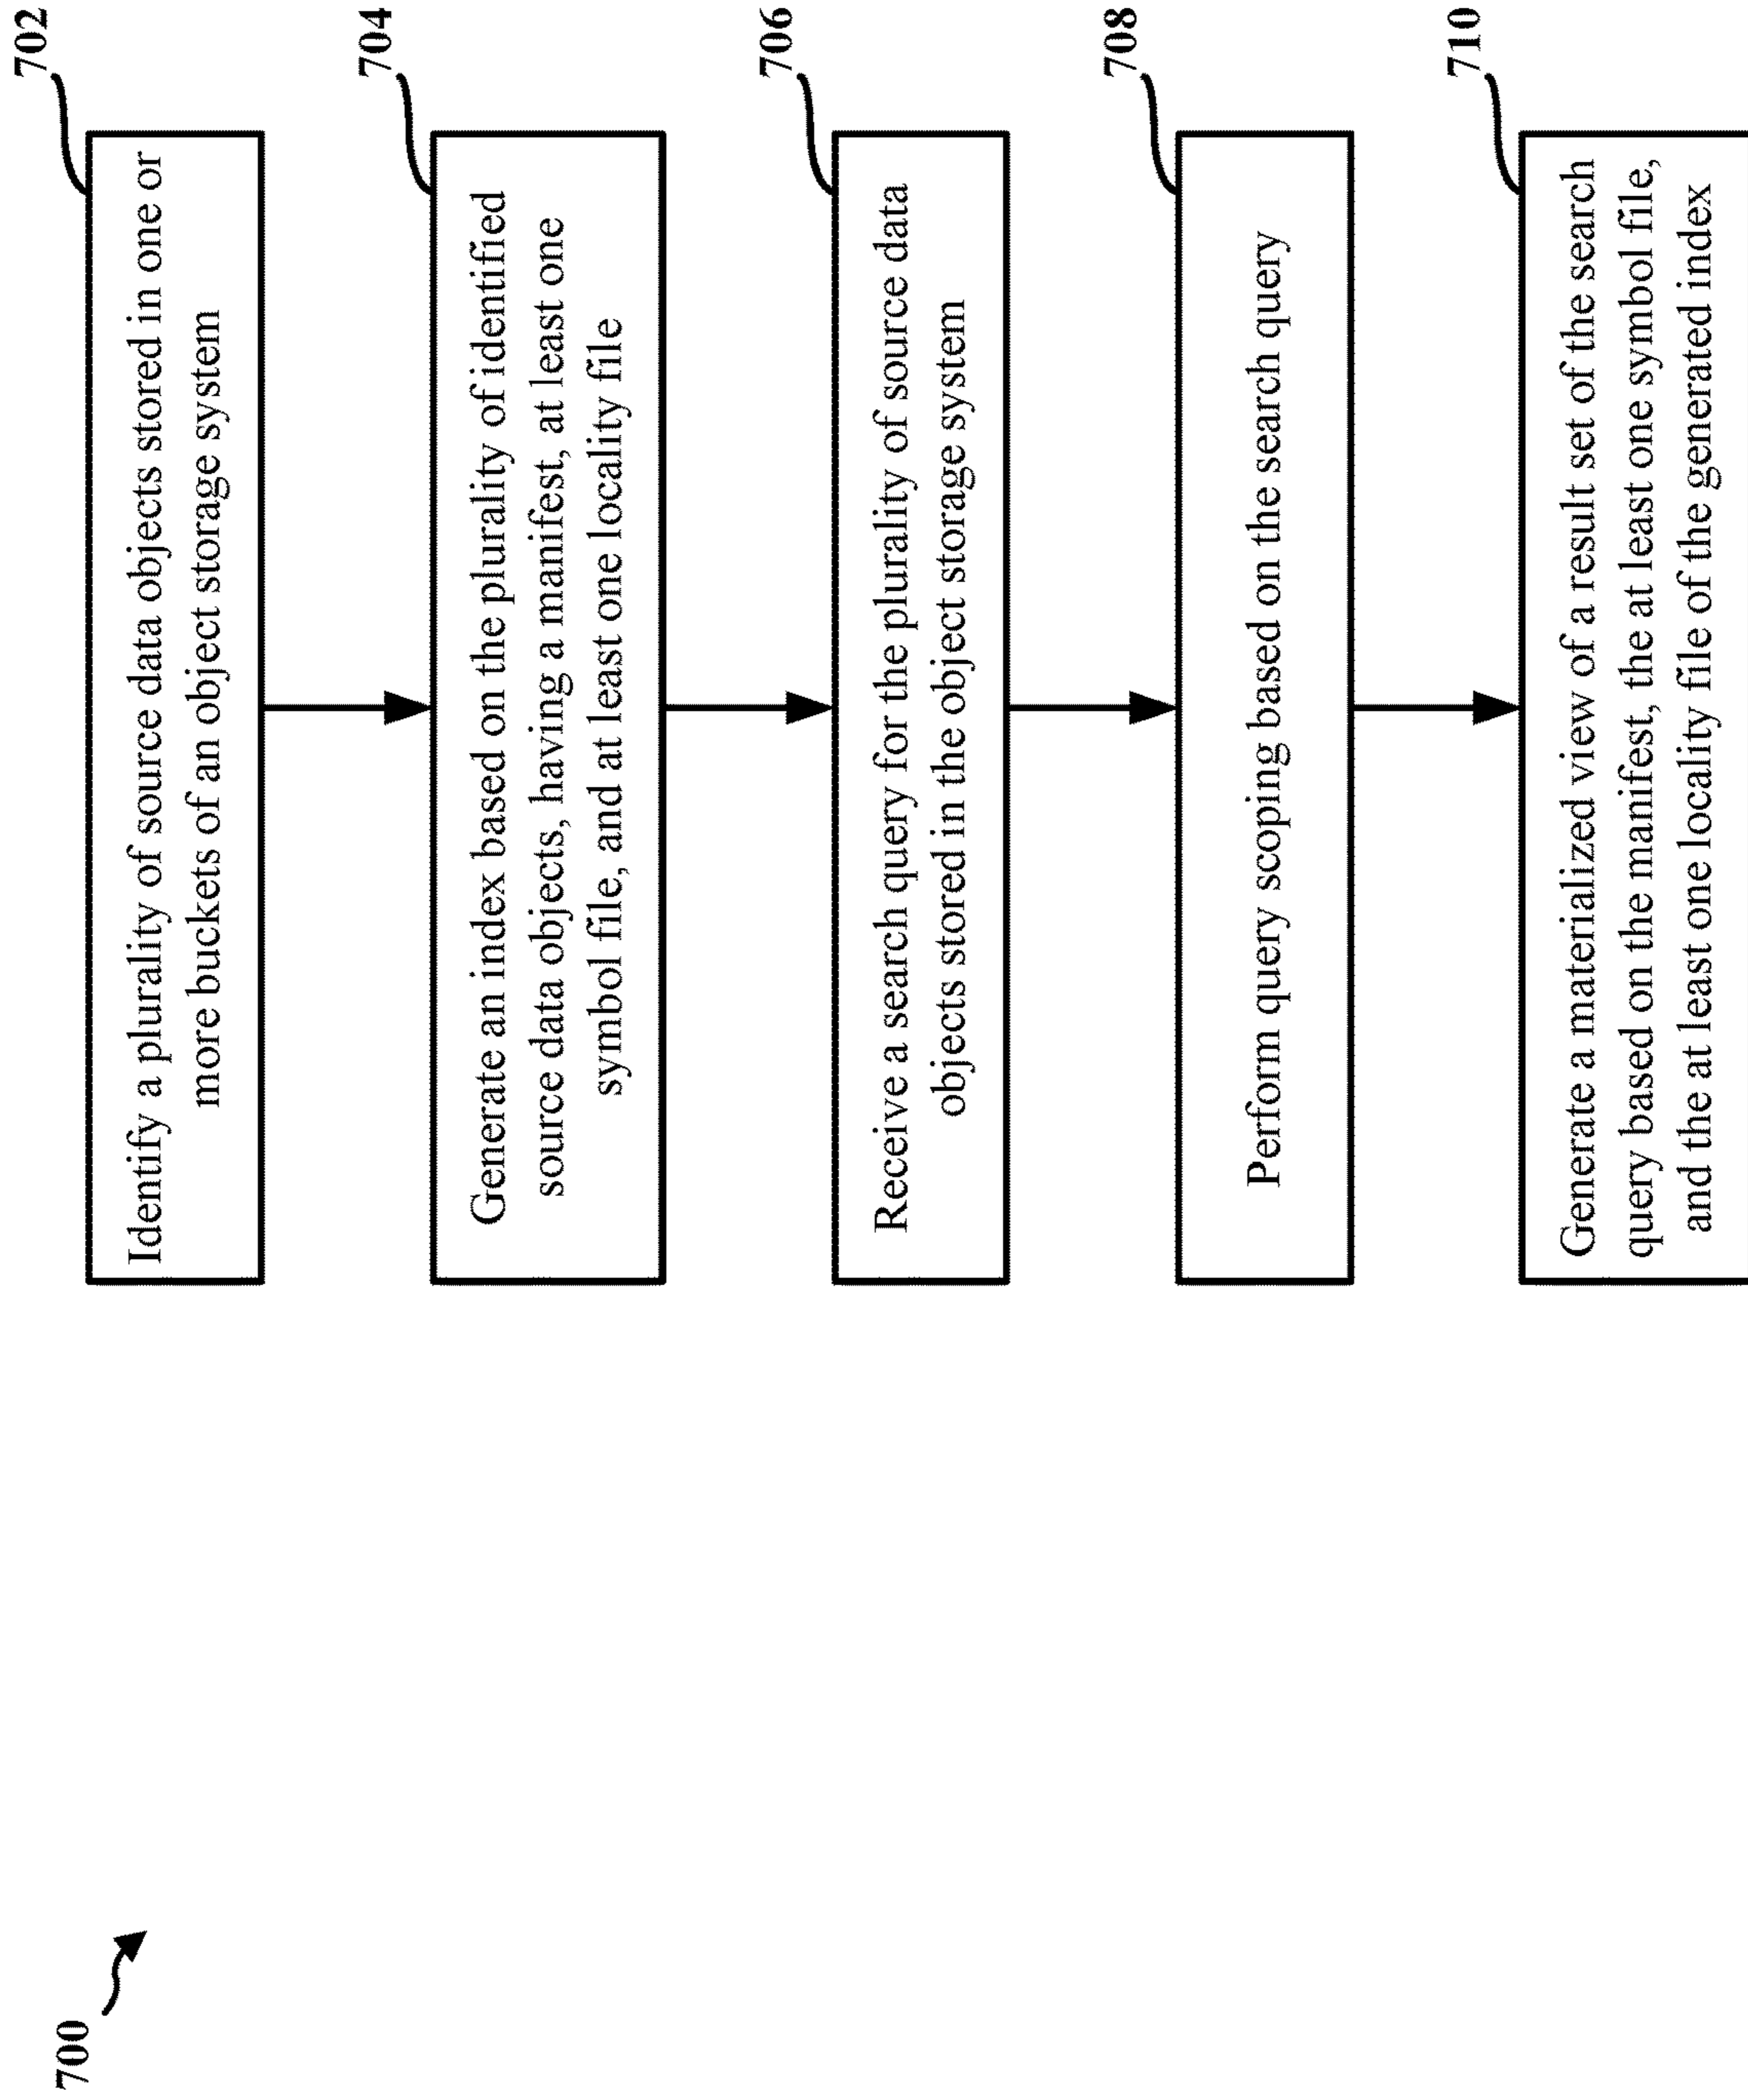 700
702
Identify a plurality of source data objects stored in one or
more buckets of an object storage system
704
Generate an index based on the plurality of identified
source data objects, having a manifest, at least one
symbol file, and at least one locality file
706
Receive a search query for the plurality of source data
objects stored in the object storage system
708
Perform query scoping based on the search query
710
Generate a materialized view of a result set of the search
query based on the manifest, the at least one symbol file,
and the at least one locality file of the generated index